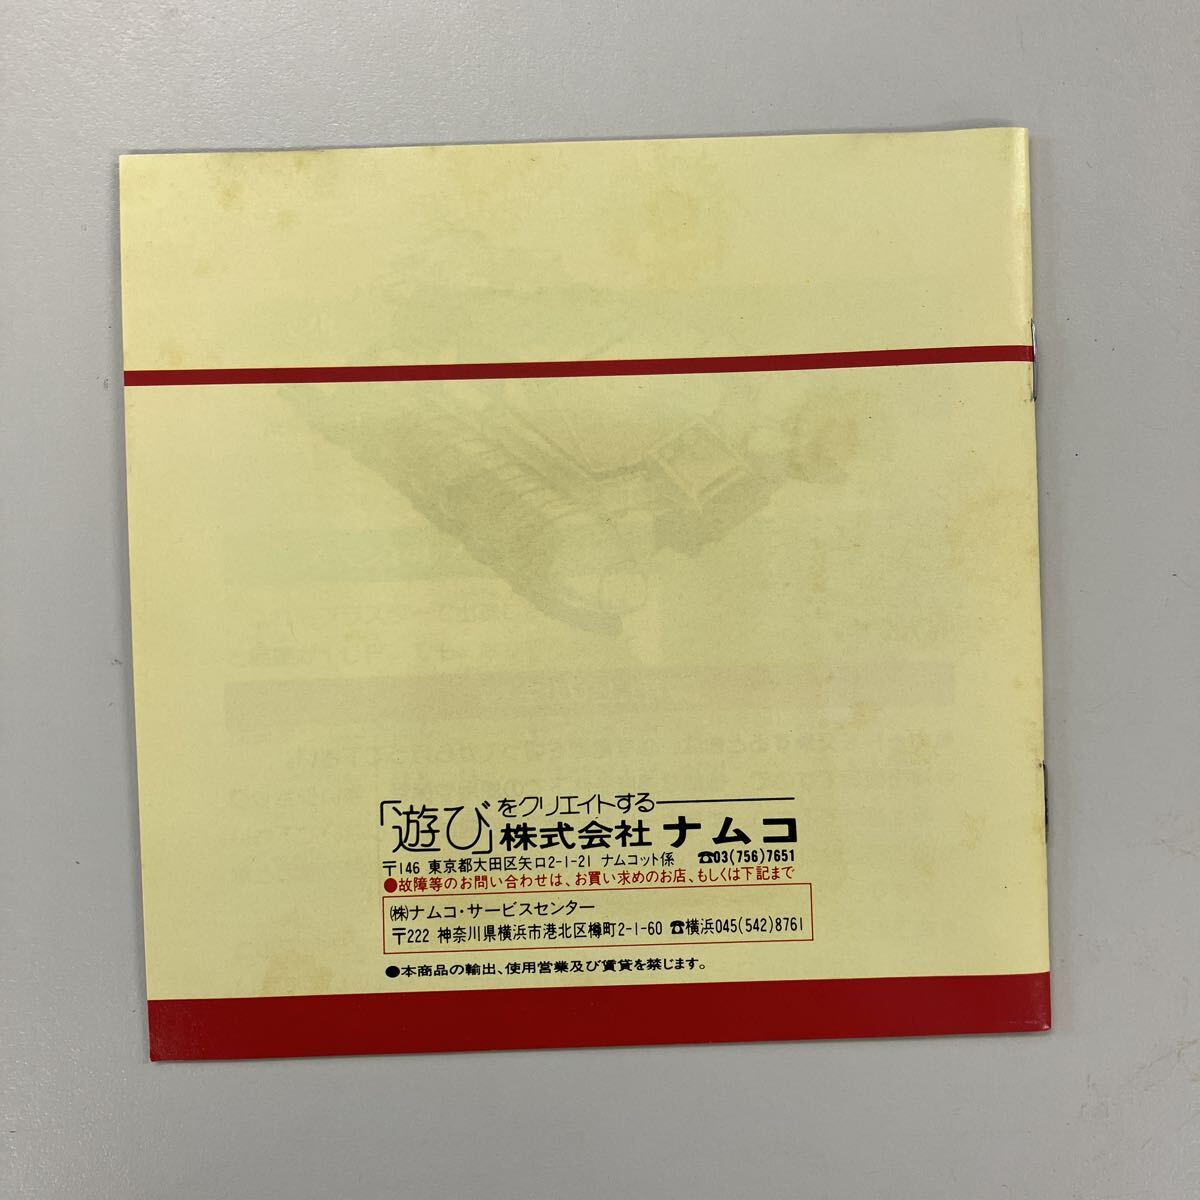 「遊び」をクリエイトする
株式会社ナムコ
〒146 東京都大田区矢口2-1-21 ナムコット係 ☎03(756)7651
●故障等のお問い合わせは、お買い求めのお店、もしくは下記まで
㈱ナムコ・サービスセンター
〒222 神奈川県横浜市港北区樽町2-1-60 ☎横浜045(542)8761
●本商品の輸出、使用営業及び賃貸を禁じます。